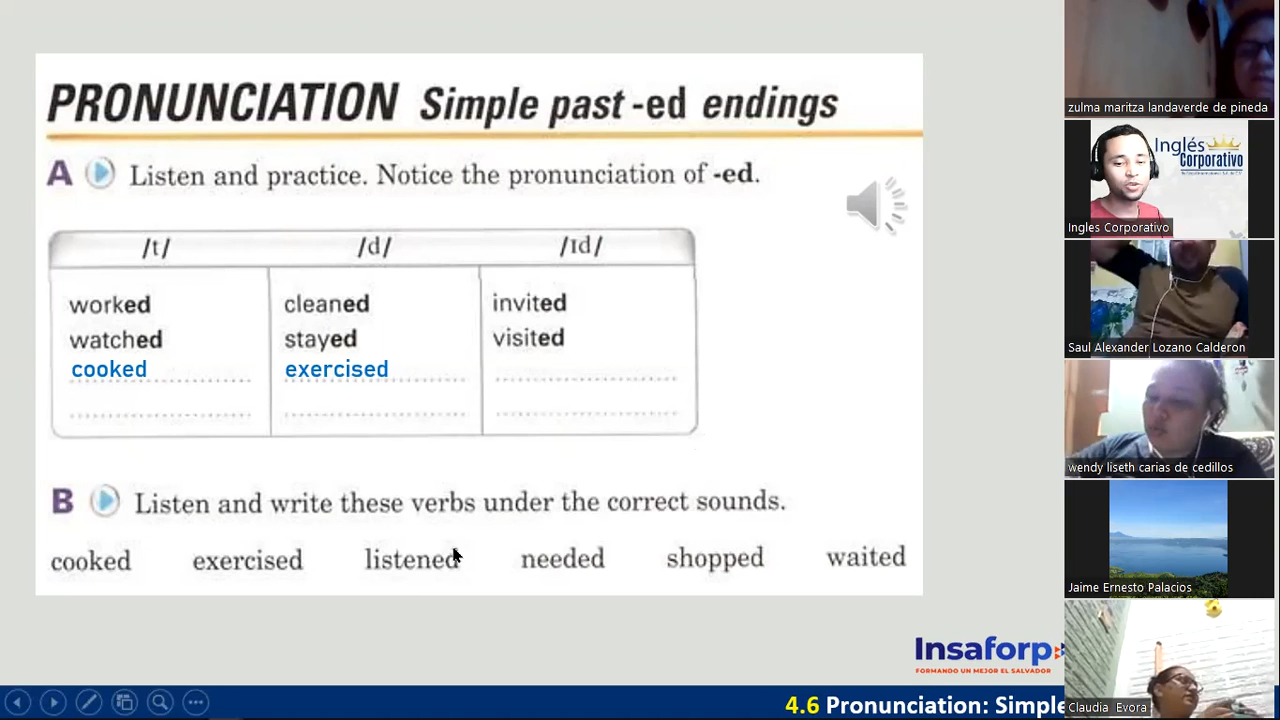 PRONUNCIATION Simple past -ed endings
A Listen and practice. Notice the pronunciation of -ed.
/t/ /d/ /ɪd/
worked cleaned invited
watched stayed visited
cooked exercised
B Listen and write these verbs under the correct sounds.
cooked exercised listened needed shopped waited
Insaforp
FORMANDO UN MEJOR EL SALVADOR
4.6 Pronunciation: Simple
zulma maritza landaverde de pineda
Inglés
Corporativo
Ingles Corporativo
Saul Alexander Lozano Calderon
wendy liseth carias de cedillos
Jaime Ernesto Palacios
Claudia Evora